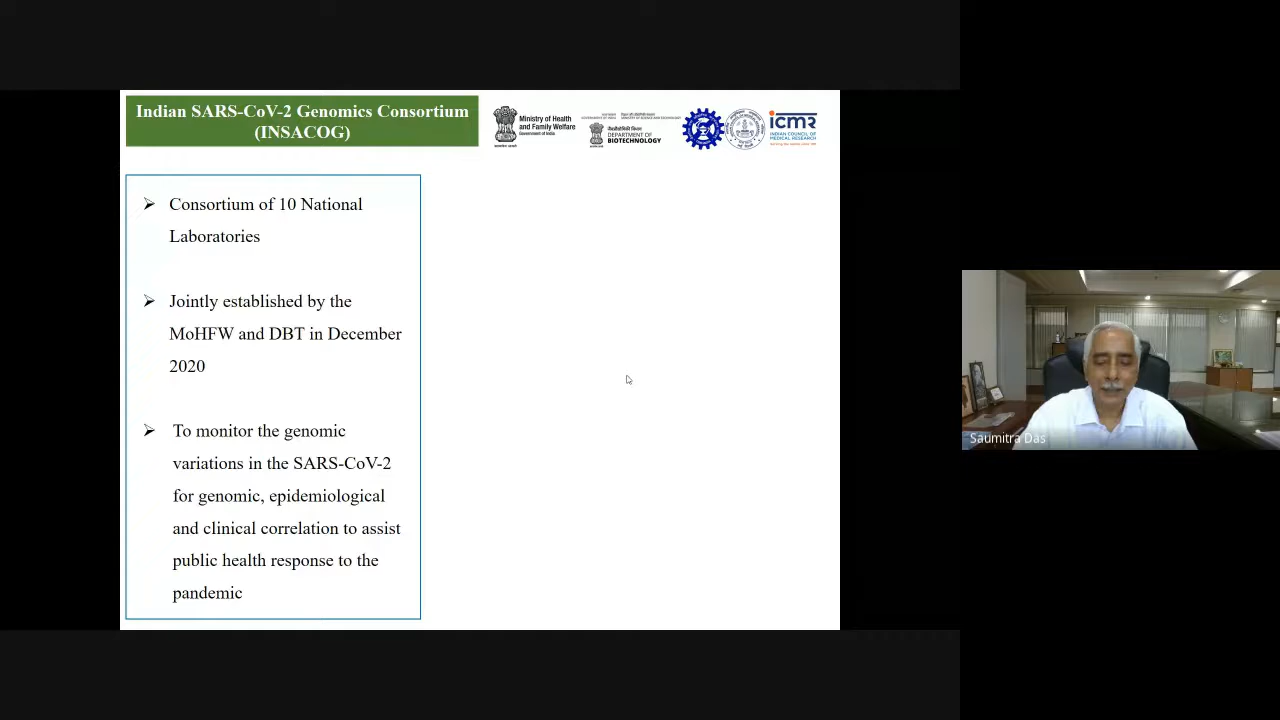 Indian SARS-CoV-2 Genomics Consortium
(INSACOG)
Ministry of Health
and Family Welfare
Government of India
DEPARTMENT OF
BIOTECHNOLOGY
icmr
INDIAN COUNCIL OF
MEDICAL RESEARCH
➢ Consortium of 10 National
Laboratories
➢ Jointly established by the
MoHFW and DBT in December
2020
➢ To monitor the genomic
variations in the SARS-CoV-2
for genomic, epidemiological
and clinical correlation to assist
public health response to the
pandemic
Saumitra Das